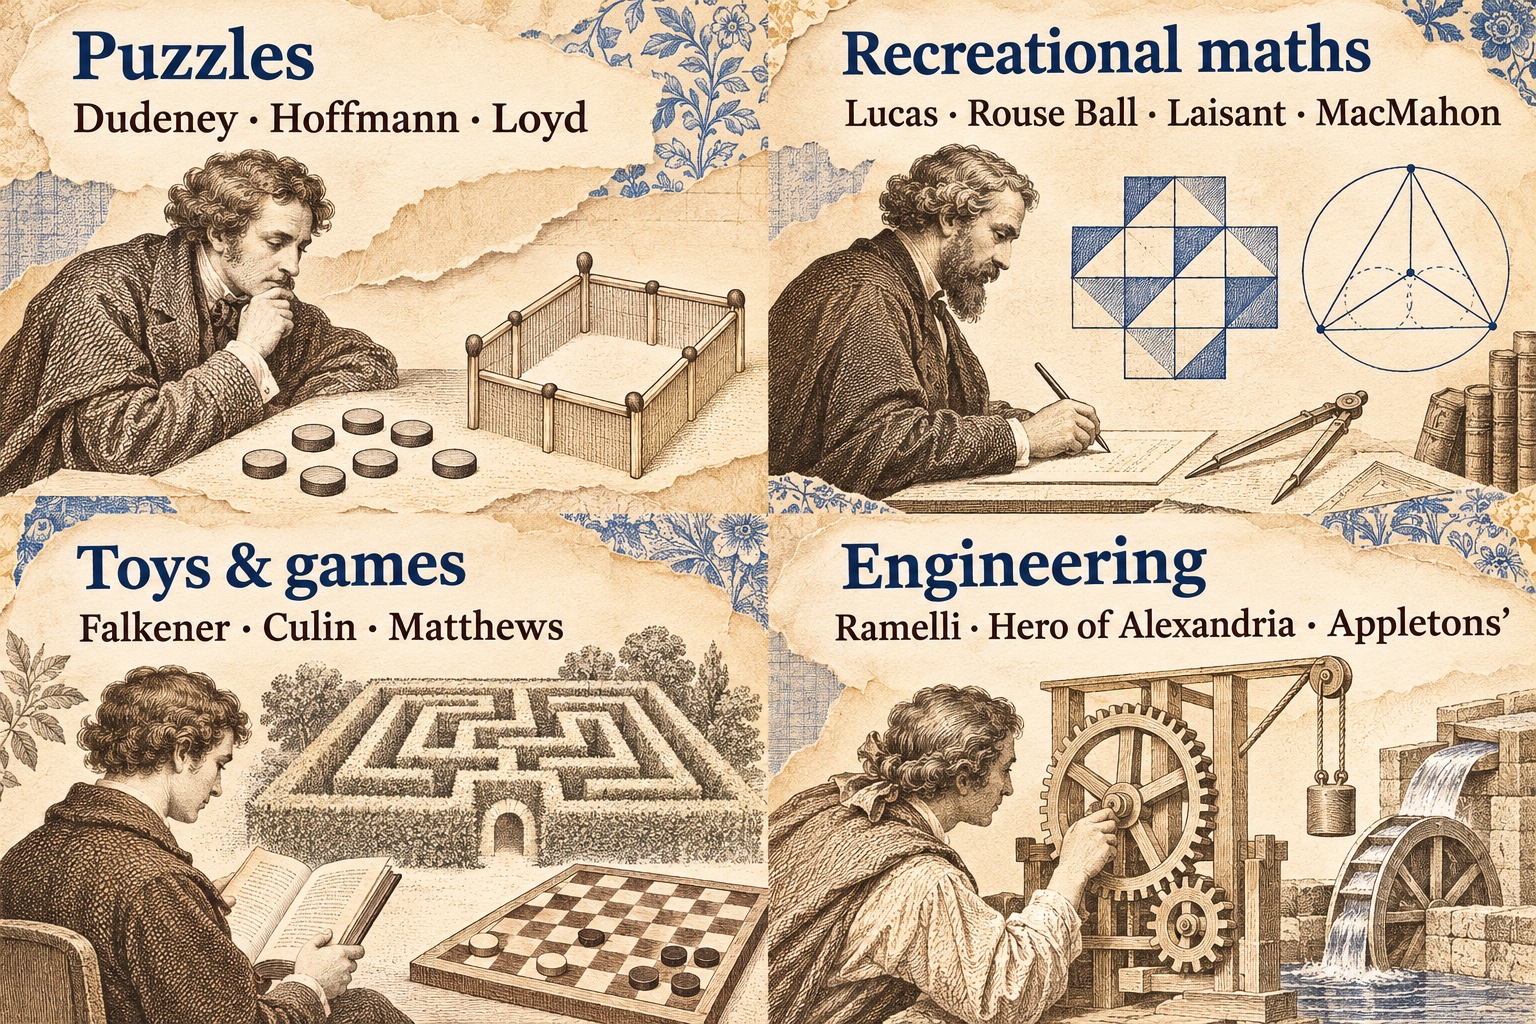 Puzzles
Dudeney · Hoffmann · Loyd
Recreational maths
Lucas · Rouse Ball · Laisant · MacMahon
Toys & games
Falkener · Culin · Matthews
Engineering
Ramelli · Hero of Alexandria · Appletons’